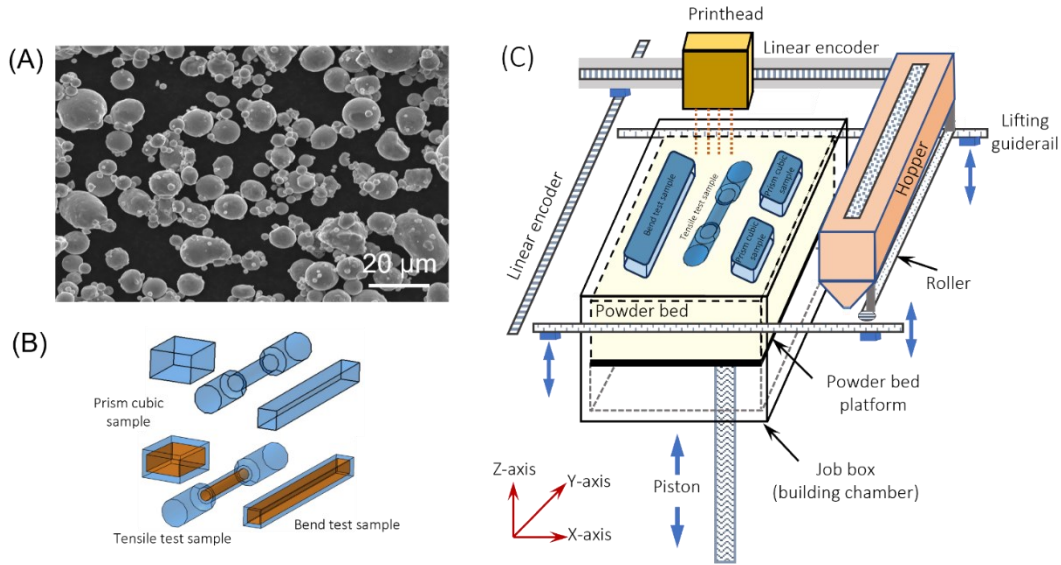 (A)
20 µm
(B)
Prism cubic
sample
Tensile test sample
Bend test sample
(C)
Printhead
Linear encoder
Lifting
guiderail
Hopper
Linear encoder
Bend test sample
Tensile test sample
Prism cubic
sample
Prism cubic
sample
Roller
Powder bed
Powder bed
platform
Job box
(building chamber)
Piston
Z-axis
Y-axis
X-axis